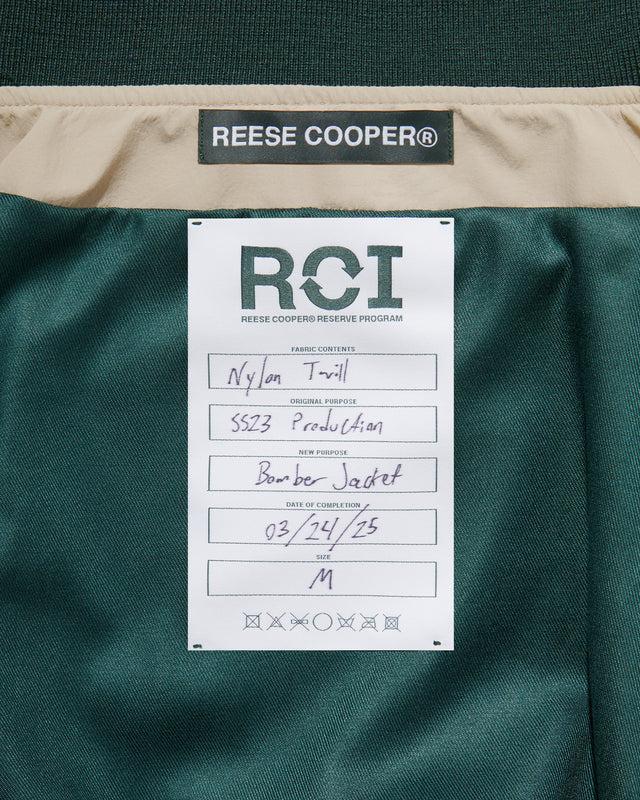 REESE COOPER®
RCI
REESE COOPER® RESERVE PROGRAM
FABRIC CONTENTS
Nylon Twill
ORIGINAL PURPOSE
SS23 Production
NEW PURPOSE
Bomber Jacket
DATE OF COMPLETION
03/24/25
SIZE
M